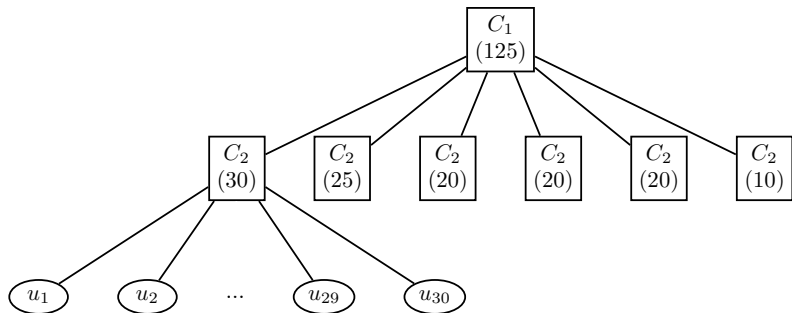 C₁
(125)
C₂
(30)
C₂
(25)
C₂
(20)
C₂
(20)
C₂
(20)
C₂
(10)
u₁
u₂
...
u₂₉
u₃₀